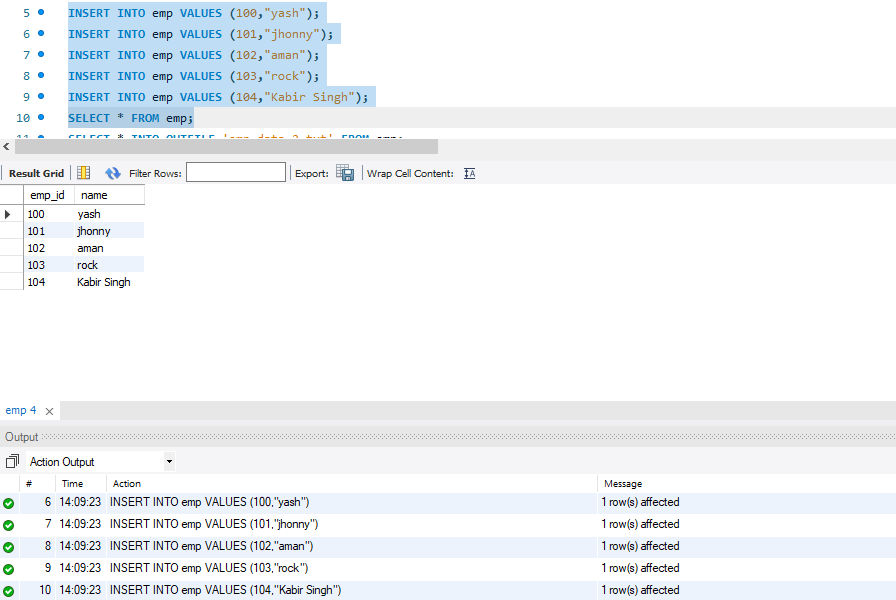 5 INSERT INTO emp VALUES (100,"yash");
6 INSERT INTO emp VALUES (101,"jhonny");
7 INSERT INTO emp VALUES (102,"aman");
8 INSERT INTO emp VALUES (103,"rock");
9 INSERT INTO emp VALUES (104,"Kabir Singh");
10 SELECT * FROM emp;
11 SELECT * INTO OUTFILE FROM emp;
Result Grid Filter Rows: Export: Wrap Cell Content: IA
emp_id name
100 yash
101 jhonny
102 aman
103 rock
104 Kabir Singh
emp 4
Output
Action Output
# Time Action Message
6 14:09:23 INSERT INTO emp VALUES (100,"yash") 1 row(s) affected
7 14:09:23 INSERT INTO emp VALUES (101,"jhonny") 1 row(s) affected
8 14:09:23 INSERT INTO emp VALUES (102,"aman") 1 row(s) affected
9 14:09:23 INSERT INTO emp VALUES (103,"rock") 1 row(s) affected
10 14:09:23 INSERT INTO emp VALUES (104,"Kabir Singh") 1 row(s) affected